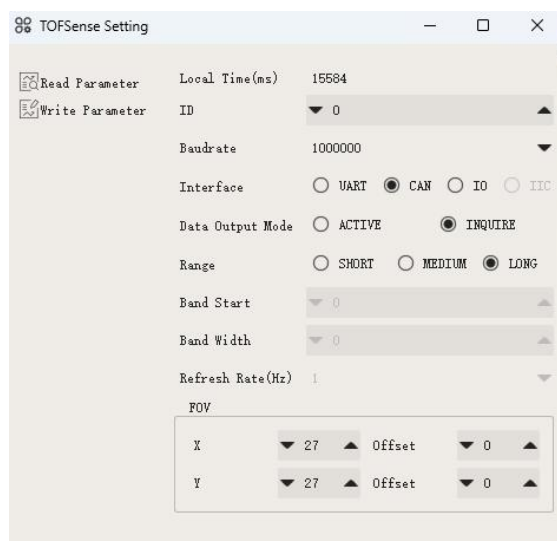 TOFSense Setting
Read Parameter
Write Parameter
Local Time(ms) 15584
ID 0
Baudrate 1000000
Interface UART CAN IO IIC
Data Output Mode ACTIVE INQUIRE
Range SHORT MEDIUM LONG
Band Start 0
Band Width 0
Refresh Rate(Hz) 1
FOV
X 27 Offset 0
Y 27 Offset 0